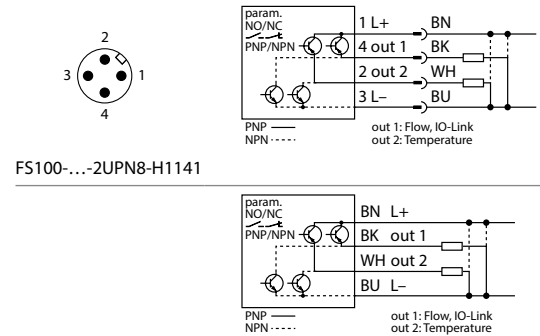 2
3 1
4
param.
NO/NC
PNP/NPN
1 L+ BN
4 out 1 BK
2 out 2 WH
3 L– BU
PNP
NPN
out 1: Flow, IO-Link
out 2: Temperature
FS100-…-2UPN8-H1141
param.
NO/NC
PNP/NPN
BN L+
BK out 1
WH out 2
BU L–
PNP
NPN
out 1: Flow, IO-Link
out 2: Temperature